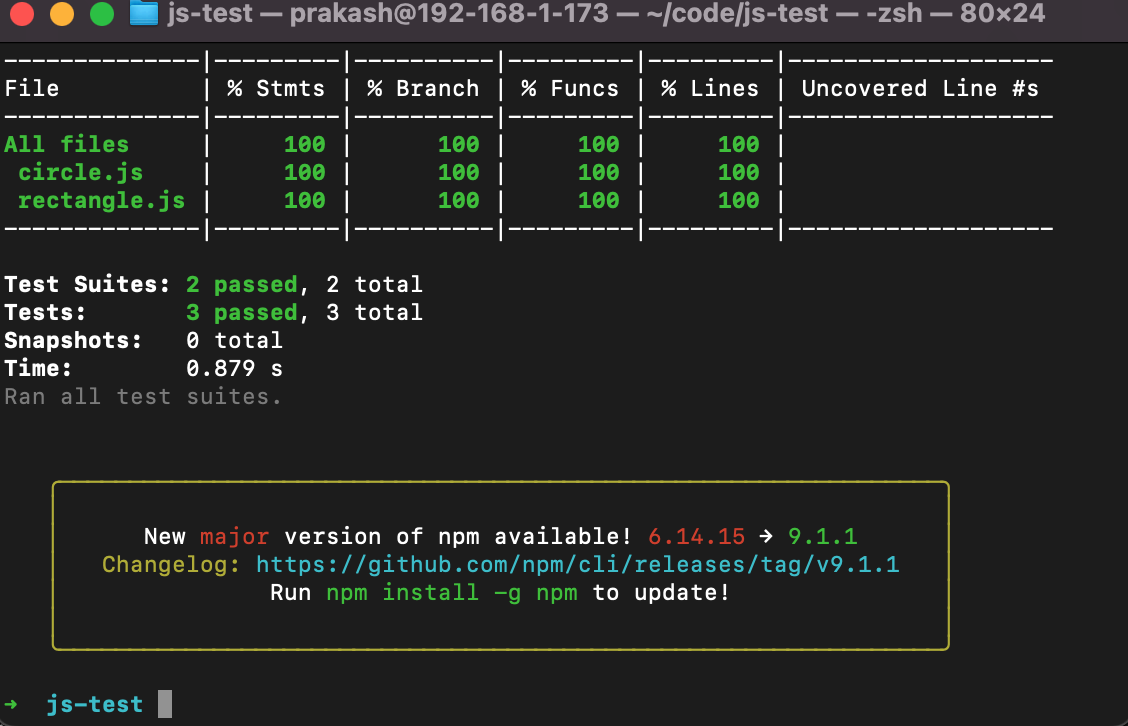 js-test — prakash@192-168-1-173 — ~/code/js-test — -zsh — 80×24
--------------|---------|----------|---------|---------|-------------------
File          | % Stmts | % Branch | % Funcs | % Lines | Uncovered Line #s
--------------|---------|----------|---------|---------|-------------------
All files     |     100 |      100 |     100 |     100 |
 circle.js    |     100 |      100 |     100 |     100 |
 rectangle.js |     100 |      100 |     100 |     100 |
--------------|---------|----------|---------|---------|-------------------
Test Suites: 2 passed, 2 total
Tests:       3 passed, 3 total
Snapshots:   0 total
Time:        0.879 s
Ran all test suites.
New major version of npm available! 6.14.15 → 9.1.1
Changelog: https://github.com/npm/cli/releases/tag/v9.1.1
Run npm install -g npm to update!
→ js-test